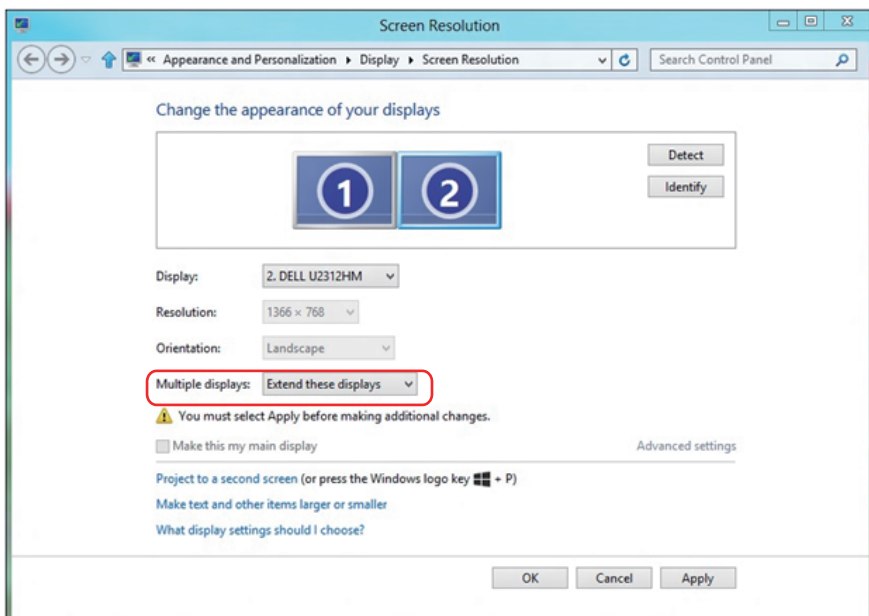 Screen Resolution
« Appearance and Personalization ▸ Display ▸ Screen Resolution Search Control Panel
Change the appearance of your displays
1 2
Detect
Identify
Display: 2. DELL U2312HM
Resolution: 1366 × 768
Orientation: Landscape
Multiple displays: Extend these displays
You must select Apply before making additional changes.
Make this my main display Advanced settings
Project to a second screen (or press the Windows logo key + P)
Make text and other items larger or smaller
What display settings should I choose?
OK Cancel Apply